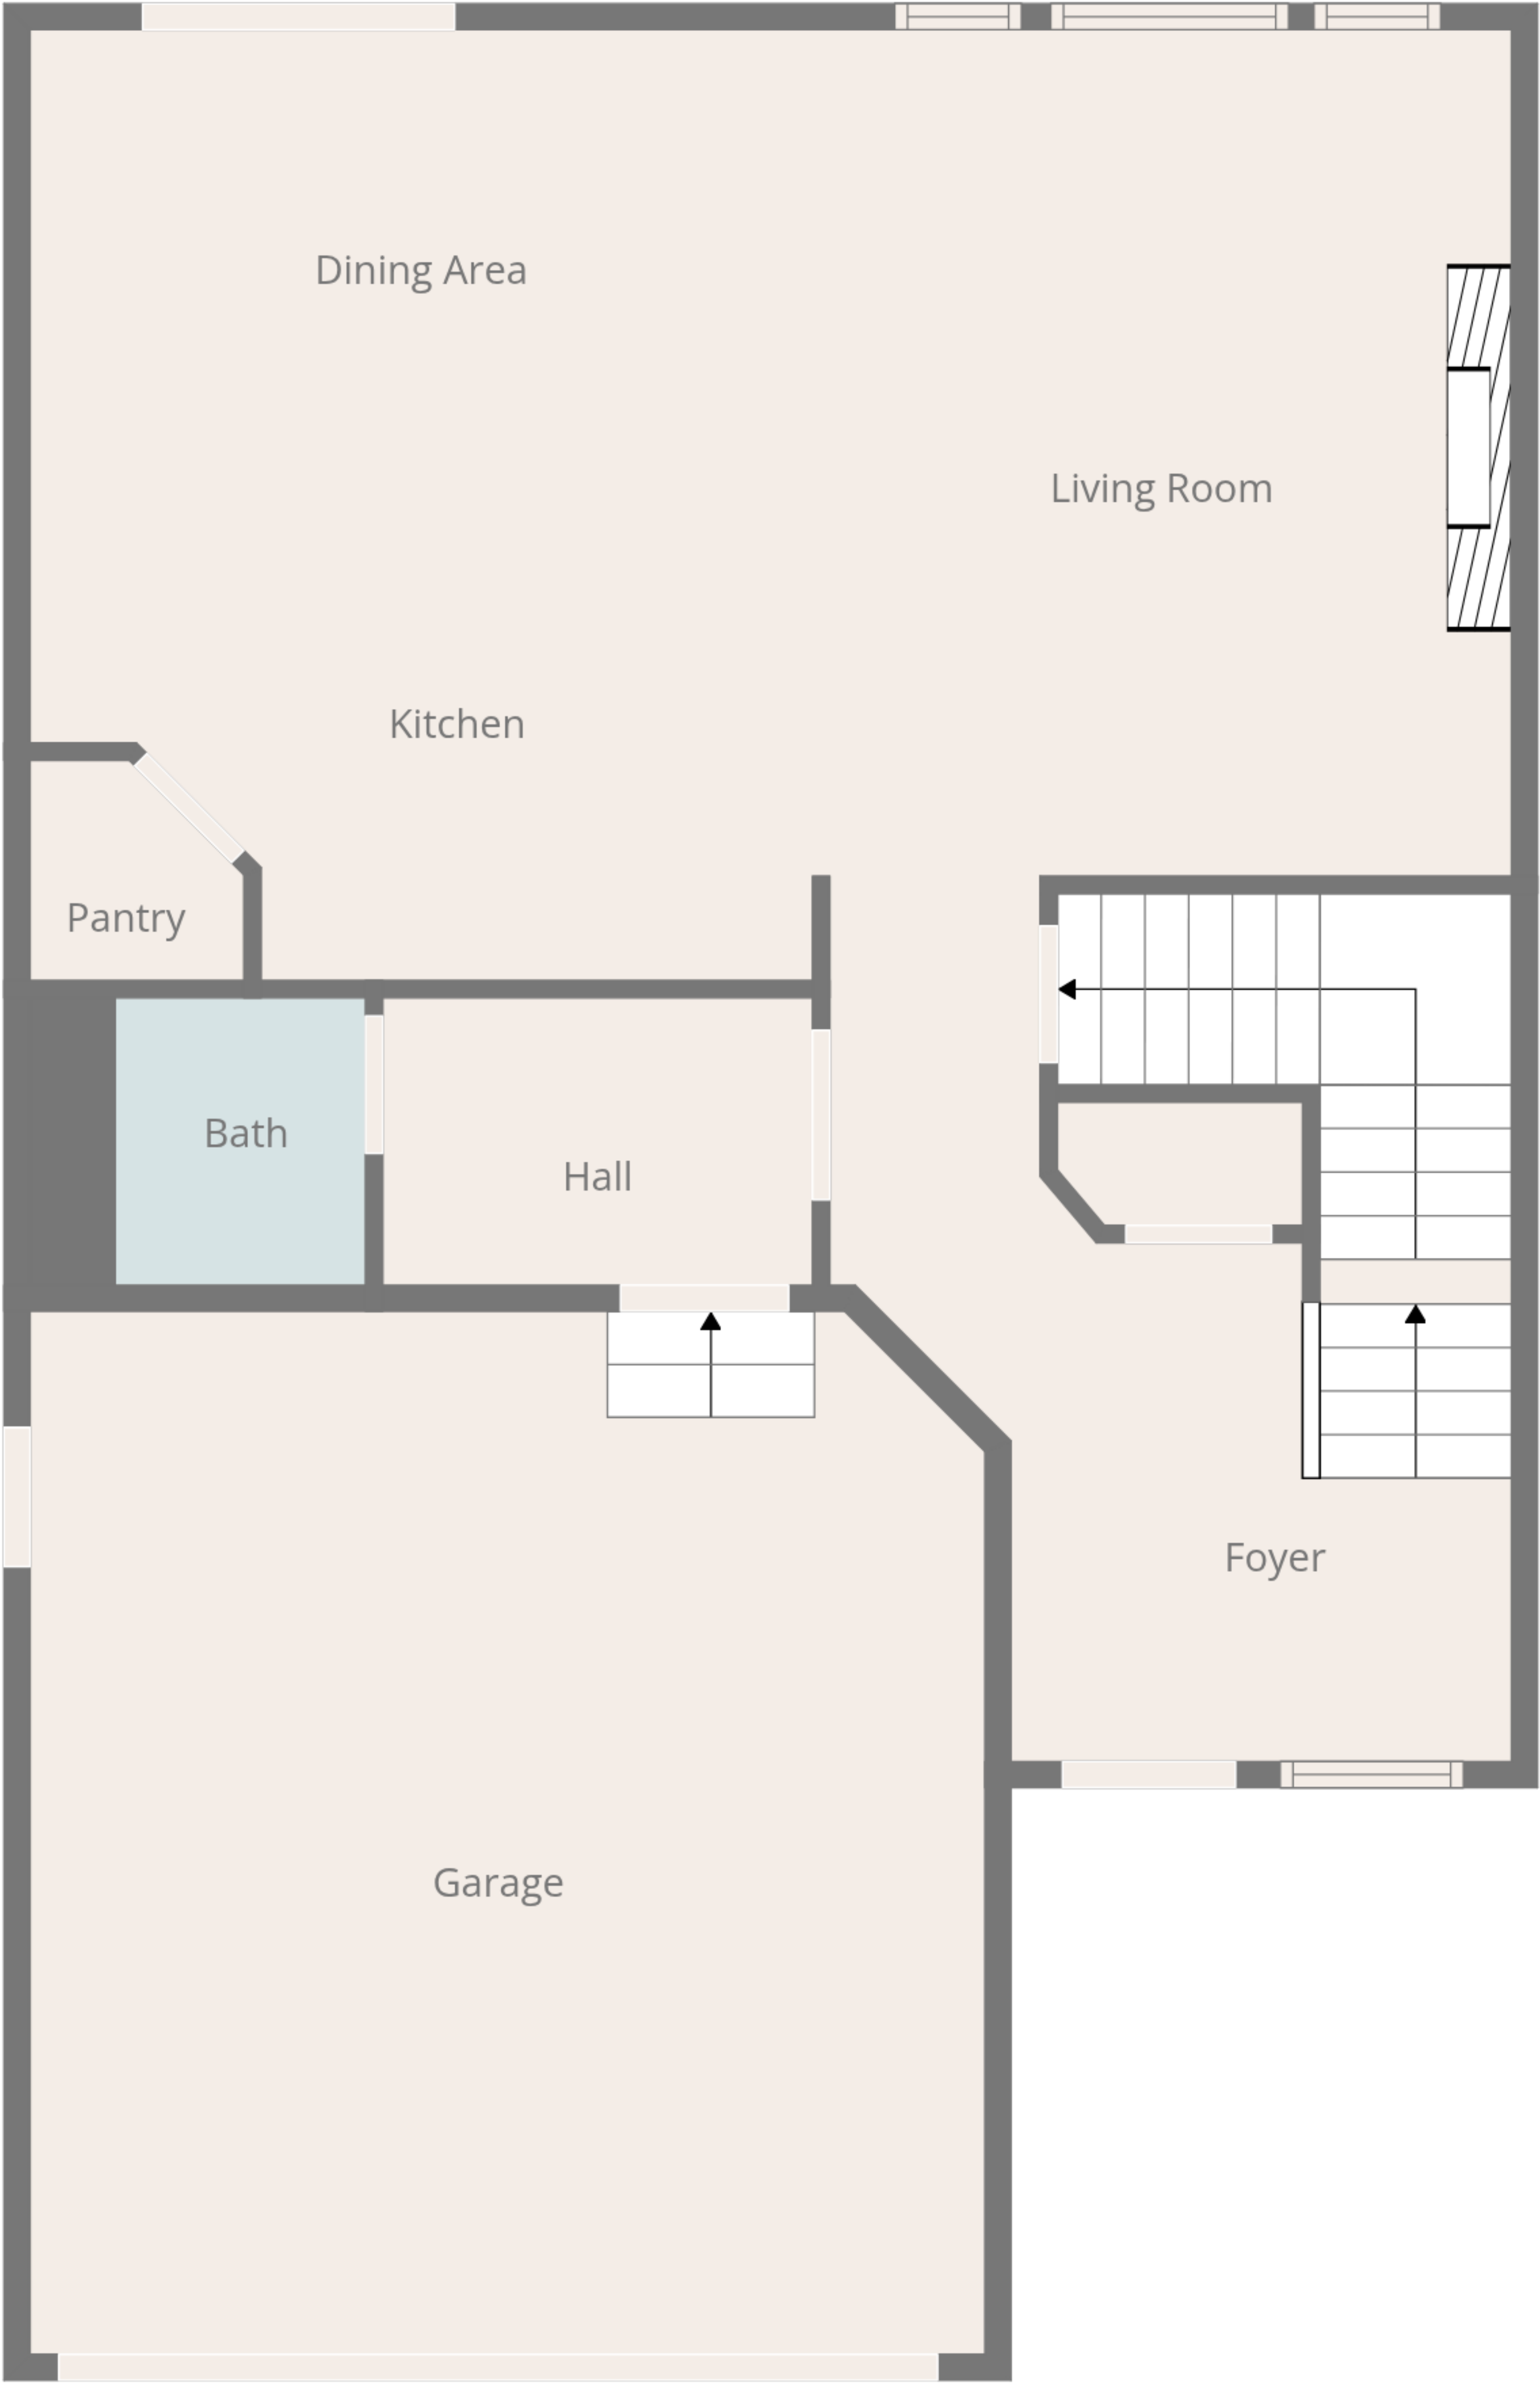 Dining Area
Living Room
Kitchen
Pantry
Bath
Hall
Foyer
Garage